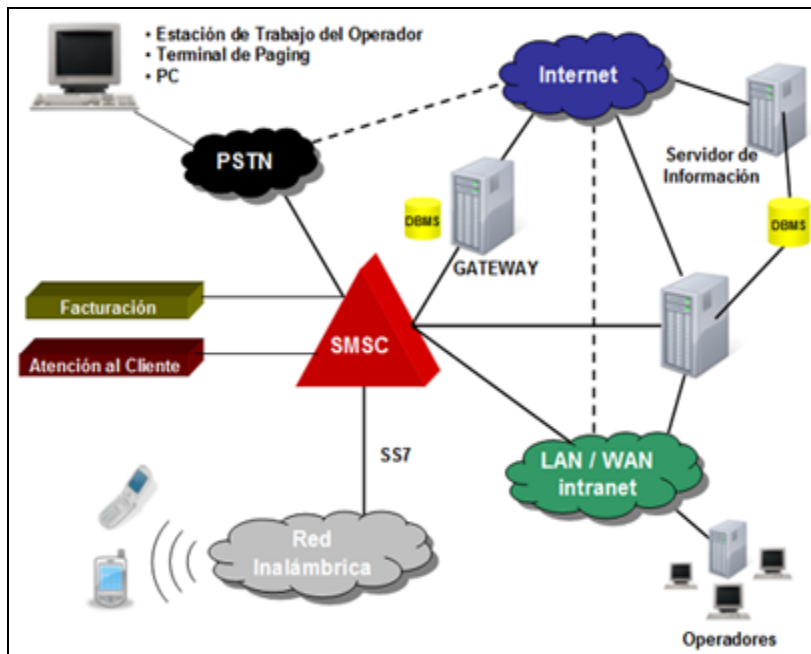 • Estación de Trabajo del Operador
• Terminal de Paging
• PC
Internet
PSTN
Servidor de
Información
DBMS
DBMS
GATEWAY
Facturación
SMSC
Atención al Cliente
SS7
LAN / WAN
intranet
Red
Inalámbrica
Operadores